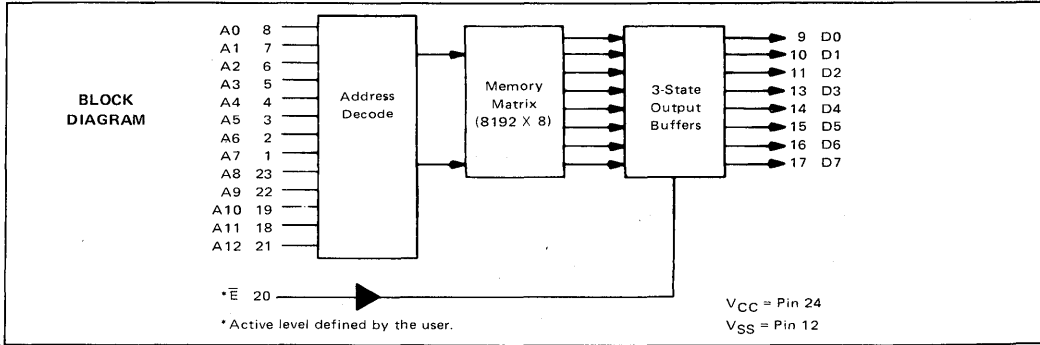 BLOCK
DIAGRAM
A0 8
A1 7
A2 6
A3 5
A4 4
A5 3
A6 2
A7 1
A8 23
A9 22
A10 19
A11 18
A12 21
Address
Decode
Memory
Matrix
(8192 X 8)
3-State
Output
Buffers
9 D0
10 D1
11 D2
13 D3
14 D4
15 D5
16 D6
17 D7
*E̅ 20
*Active level defined by the user.
VCC = Pin 24
VSS = Pin 12